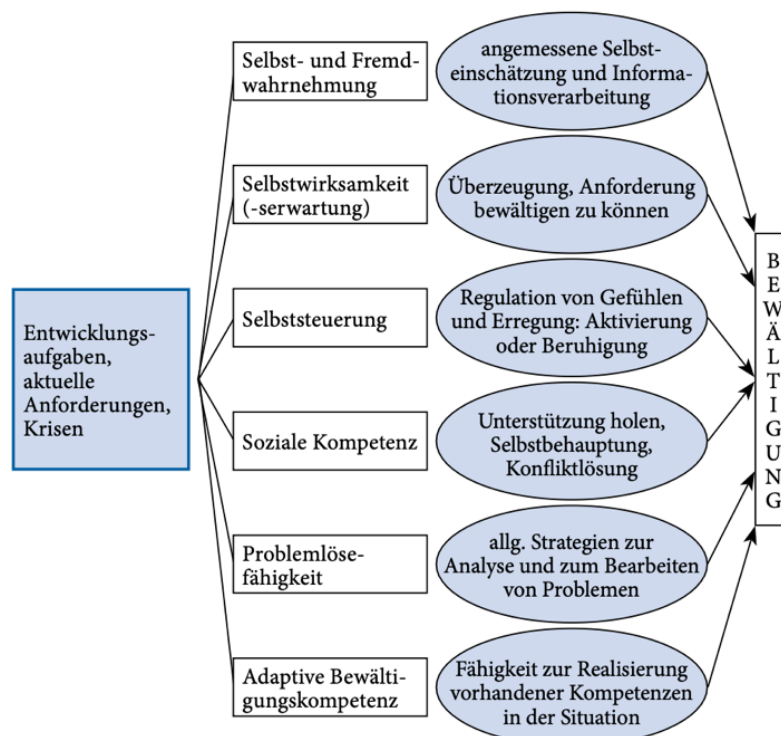 Entwicklungs-
aufgaben,
aktuelle
Anforderungen,
Krisen
Selbst- und Fremd-
wahrnehmung
angemessene Selbst-
einschätzung und Informa-
tionsverarbeitung
Selbstwirksamkeit
(-serwartung)
Überzeugung, Anforderung
bewältigen zu können
Selbststeuerung
Regulation von Gefühlen
und Erregung: Aktivierung
oder Beruhigung
Soziale Kompetenz
Unterstützung holen,
Selbstbehauptung,
Konfliktlösung
Problemlöse-
fähigkeit
allg. Strategien zur
Analyse und zum Bearbeiten
von Problemen
Adaptive Bewälti-
gungskompetenz
Fähigkeit zur Realisierung
vorhandener Kompetenzen
in der Situation
BEWÄLTIGUNG